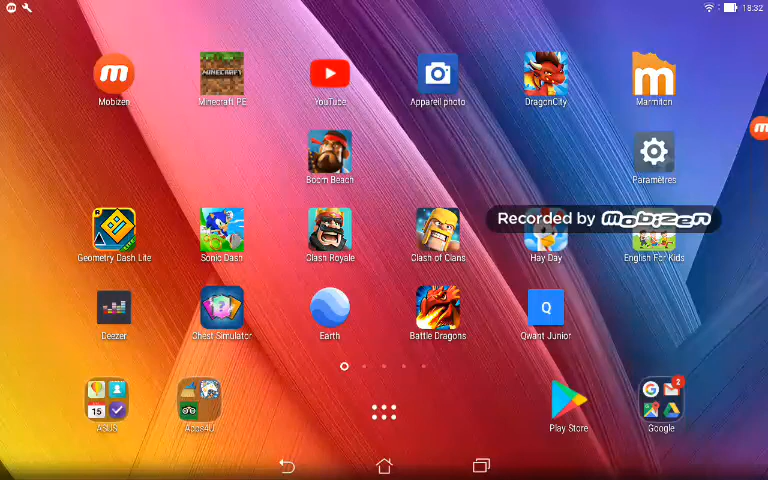 18:32
Mobizen
MINECRAFT
Minecraft PE
YouTube
Appareil photo
DragonCity
m
Marmiton
Boom Beach
Paramètres
Recorded by Mobizen
Geometry Dash Lite
Sonic Dash
Clash Royale
Clash of Clans
Hay Day
English For Kids
Deezer
Chest Simulator
Earth
Battle Dragons
Q
Qwant Junior
15
ASUS
Apps4U
Play Store
2
Google